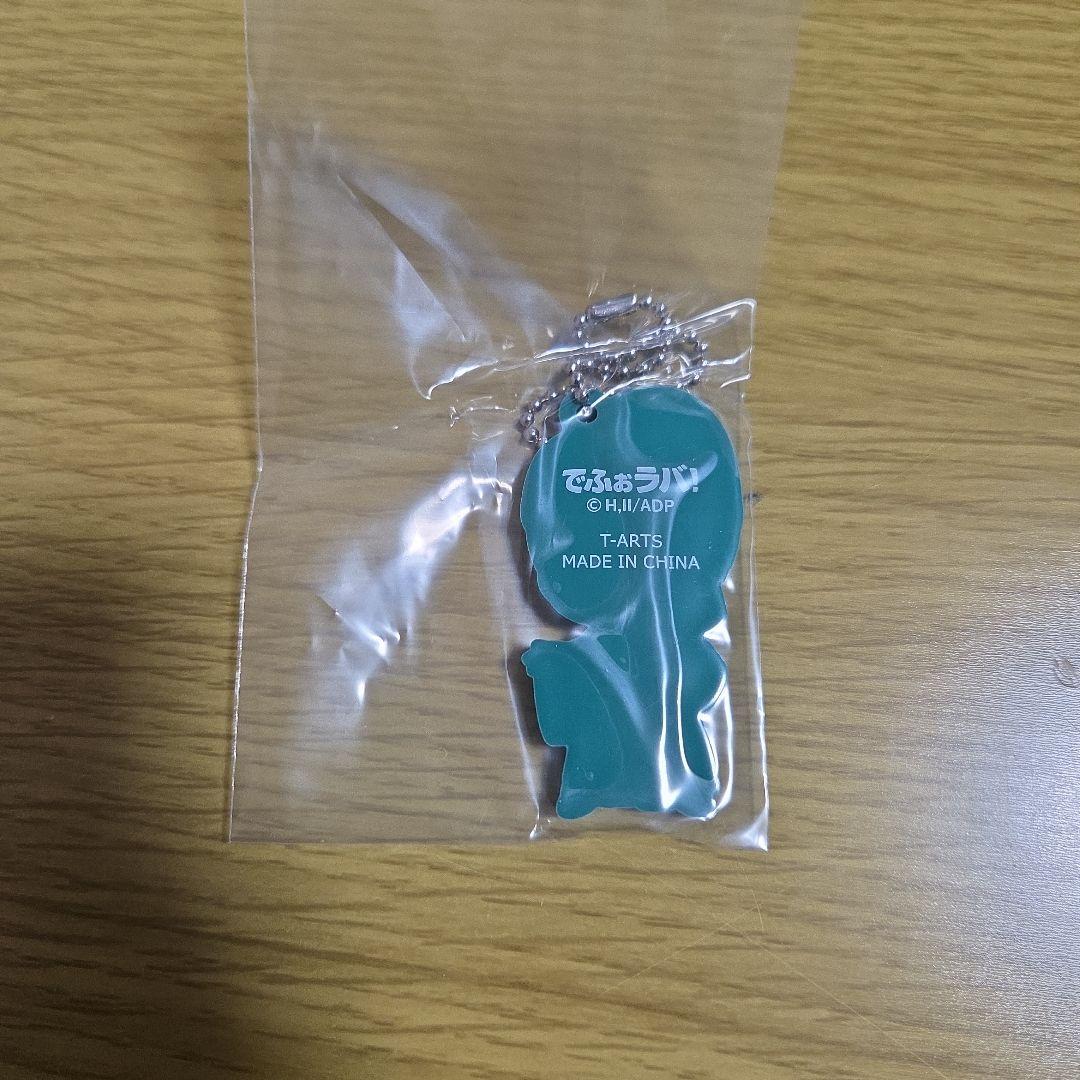 でふぉラバ!
© H,II/ADP
T-ARTS
MADE IN CHINA